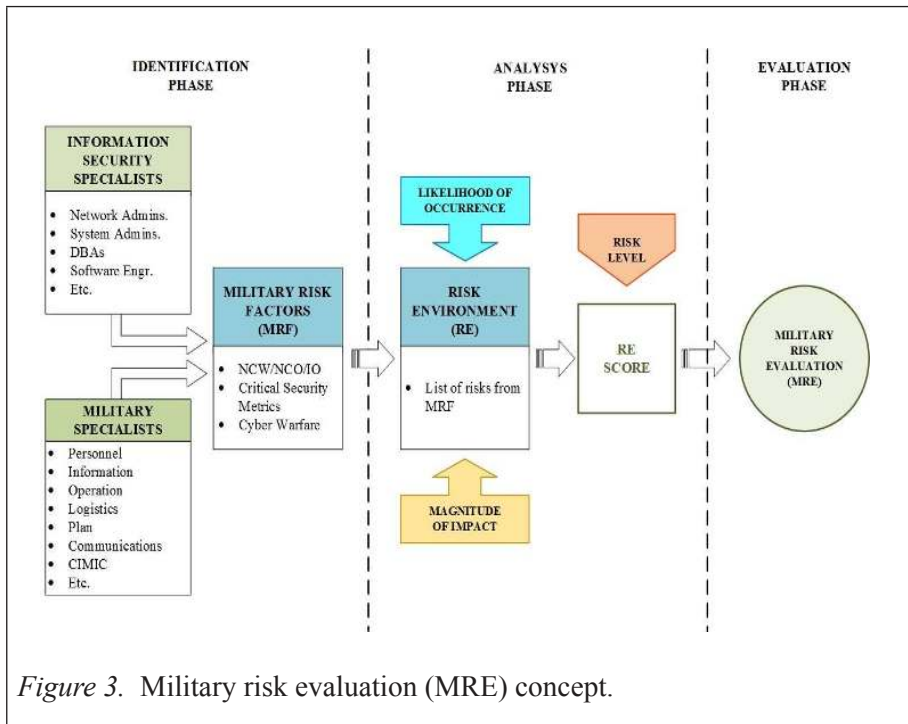 IDENTIFICATION
PHASE
ANALYSYS
PHASE
EVALUATION
PHASE
INFORMATION
SECURITY
SPECIALISTS
• Network Admins.
• System Admins.
• DBAs
• Software Engr.
• Etc.
MILITARY
SPECIALISTS
• Personnel
• Information
• Operation
• Logistics
• Plan
• Communications
• CIMIC
• Etc.
MILITARY RISK
FACTORS
(MRF)
• NCW/NCO/IO
• Critical Security
Metrics
• Cyber Warfare
LIKELIHOOD OF
OCCURRENCE
RISK
ENVIRONMENT
(RE)
• List of risks from
MRF
MAGNITUDE
OF IMPACT
RISK
LEVEL
RE
SCORE
MILITARY
RISK
EVALUATION
(MRE)
Figure 3. Military risk evaluation (MRE) concept.